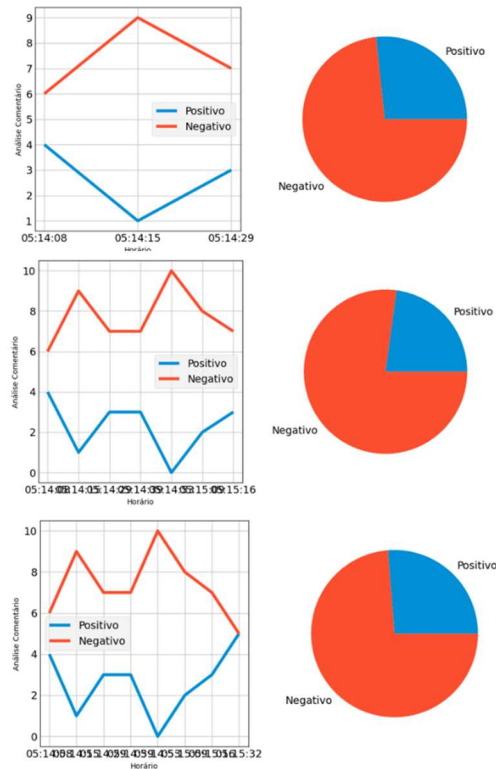 9
8
7
6
5
4
3
2
1
Análise Comentário
Positivo
Negativo
05:14:08
05:14:15
05:14:29
Horário
Positivo
Negativo
10
8
6
4
2
0
Análise Comentário
Positivo
Negativo
05:15:16
Horário
Positivo
Negativo
10
8
6
4
2
0
Análise Comentário
Positivo
Negativo
Horário
Positivo
Negativo